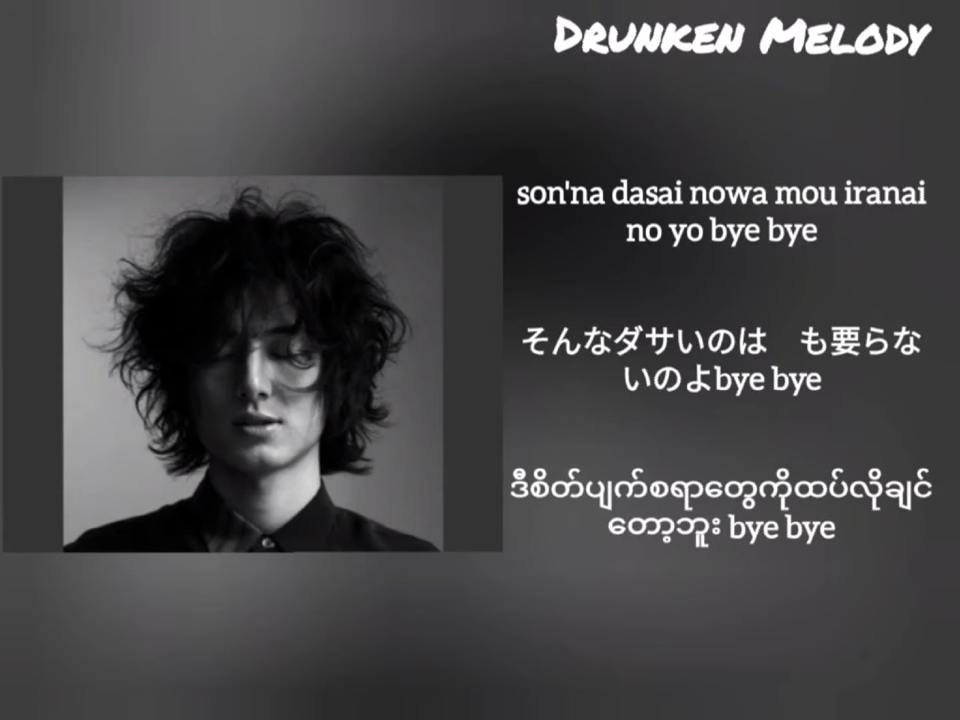 DRUNKEN MELODY
son'na dasai nowa mou iranai
no yo bye bye
そんなダサいのは　も要らな
いのよbye bye
ဒီစိတ်ပျက်စရာတွေကိုထပ်လိုချင်
တော့ဘူး bye bye